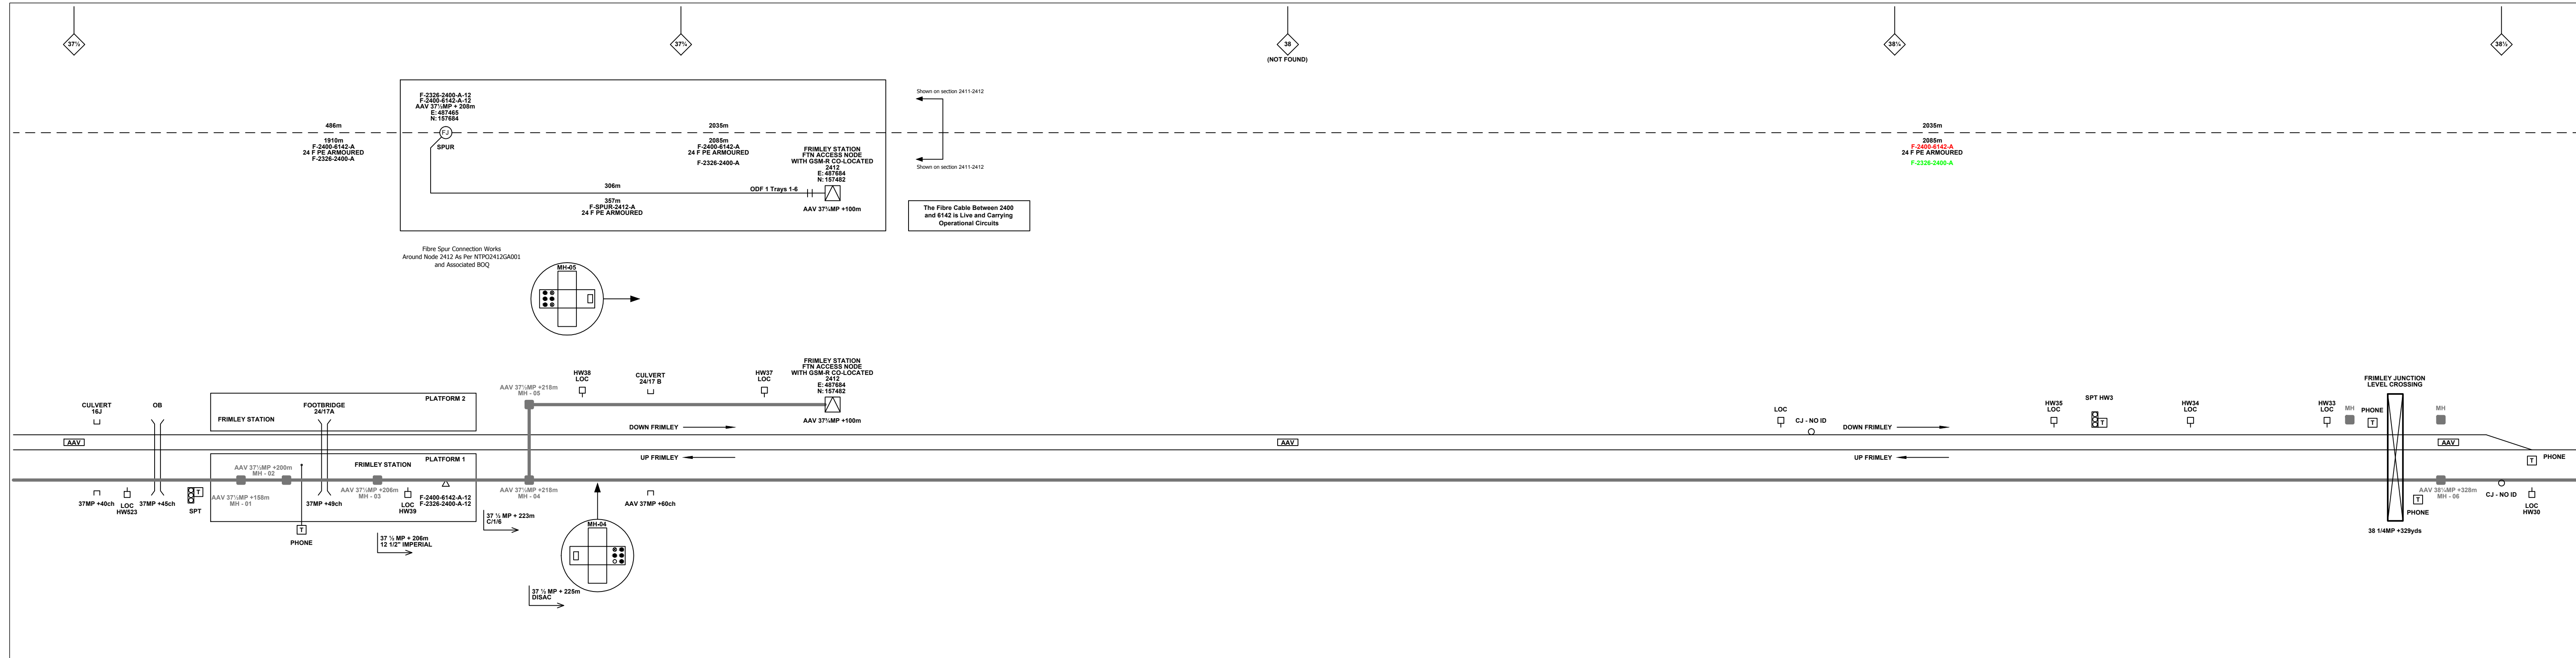 37½
37¾
38
(NOT FOUND)
38¼
38½
F-2326-2400-A-12
F-2400-6142-A-12
AAV 37½MP + 208m
E: 487465
N: 157684
FJ
SPUR
486m
1910m
F-2400-6142-A
24 F PE ARMOURED
F-2326-2400-A
2035m
2085m
F-2400-6142-A
24 F PE ARMOURED
F-2326-2400-A
FRIMLEY STATION
FTN ACCESS NODE
WITH GSM-R CO-LOCATED
2412
E: 487684
N: 157482
AAV 37¾MP +100m
306m
357m
F-SPUR-2412-A
24 F PE ARMOURED
ODF 1 Trays 1-6
Shown on section 2411-2412
Shown on section 2411-2412
The Fibre Cable Between 2400
and 6142 is Live and Carrying
Operational Circuits
2035m
2085m
F-2400-6142-A
24 F PE ARMOURED
F-2326-2400-A
Fibre Spur Connection Works
Around Node 2412 As Per NTPO2412GA001
and Associated BOQ
MH-05
CULVERT
16J
OB
FRIMLEY STATION
FOOTBRIDGE
24/17A
PLATFORM 2
AAV 37½MP +218m
MH - 05
HW38
LOC
CULVERT
24/17 B
HW37
LOC
FRIMLEY STATION
FTN ACCESS NODE
WITH GSM-R CO-LOCATED
2412
E: 487684
N: 157482
AAV 37¾MP +100m
LOC
CJ - NO ID
HW35
LOC
SPT HW3
T
HW34
LOC
HW33
LOC
MH
PHONE
T
FRIMLEY JUNCTION
LEVEL CROSSING
MH
DOWN FRIMLEY
DOWN FRIMLEY
AAV
AAV
AAV
UP FRIMLEY
UP FRIMLEY
T
PHONE
PLATFORM 1
FRIMLEY STATION
AAV 37½MP +200m
MH - 02
AAV 37½MP +158m
MH - 01
AAV 37½MP +206m
MH - 03
F-2400-6142-A-12
F-2326-2400-A-12
AAV 37½MP +218m
MH - 04
37MP +40ch
LOC
HW523
37MP +45ch
T
SPT
37MP +49ch
LOC
HW39
AAV 37MP +60ch
T
PHONE
37 ½ MP + 206m
12 1/2" IMPERIAL
37 ½ MP + 223m
C/1/6
MH-04
37 ½ MP + 225m
DISAC
AAV 38¼MP +328m
MH - 06
T
PHONE
CJ - NO ID
LOC
HW30
38 1/4MP +329yds